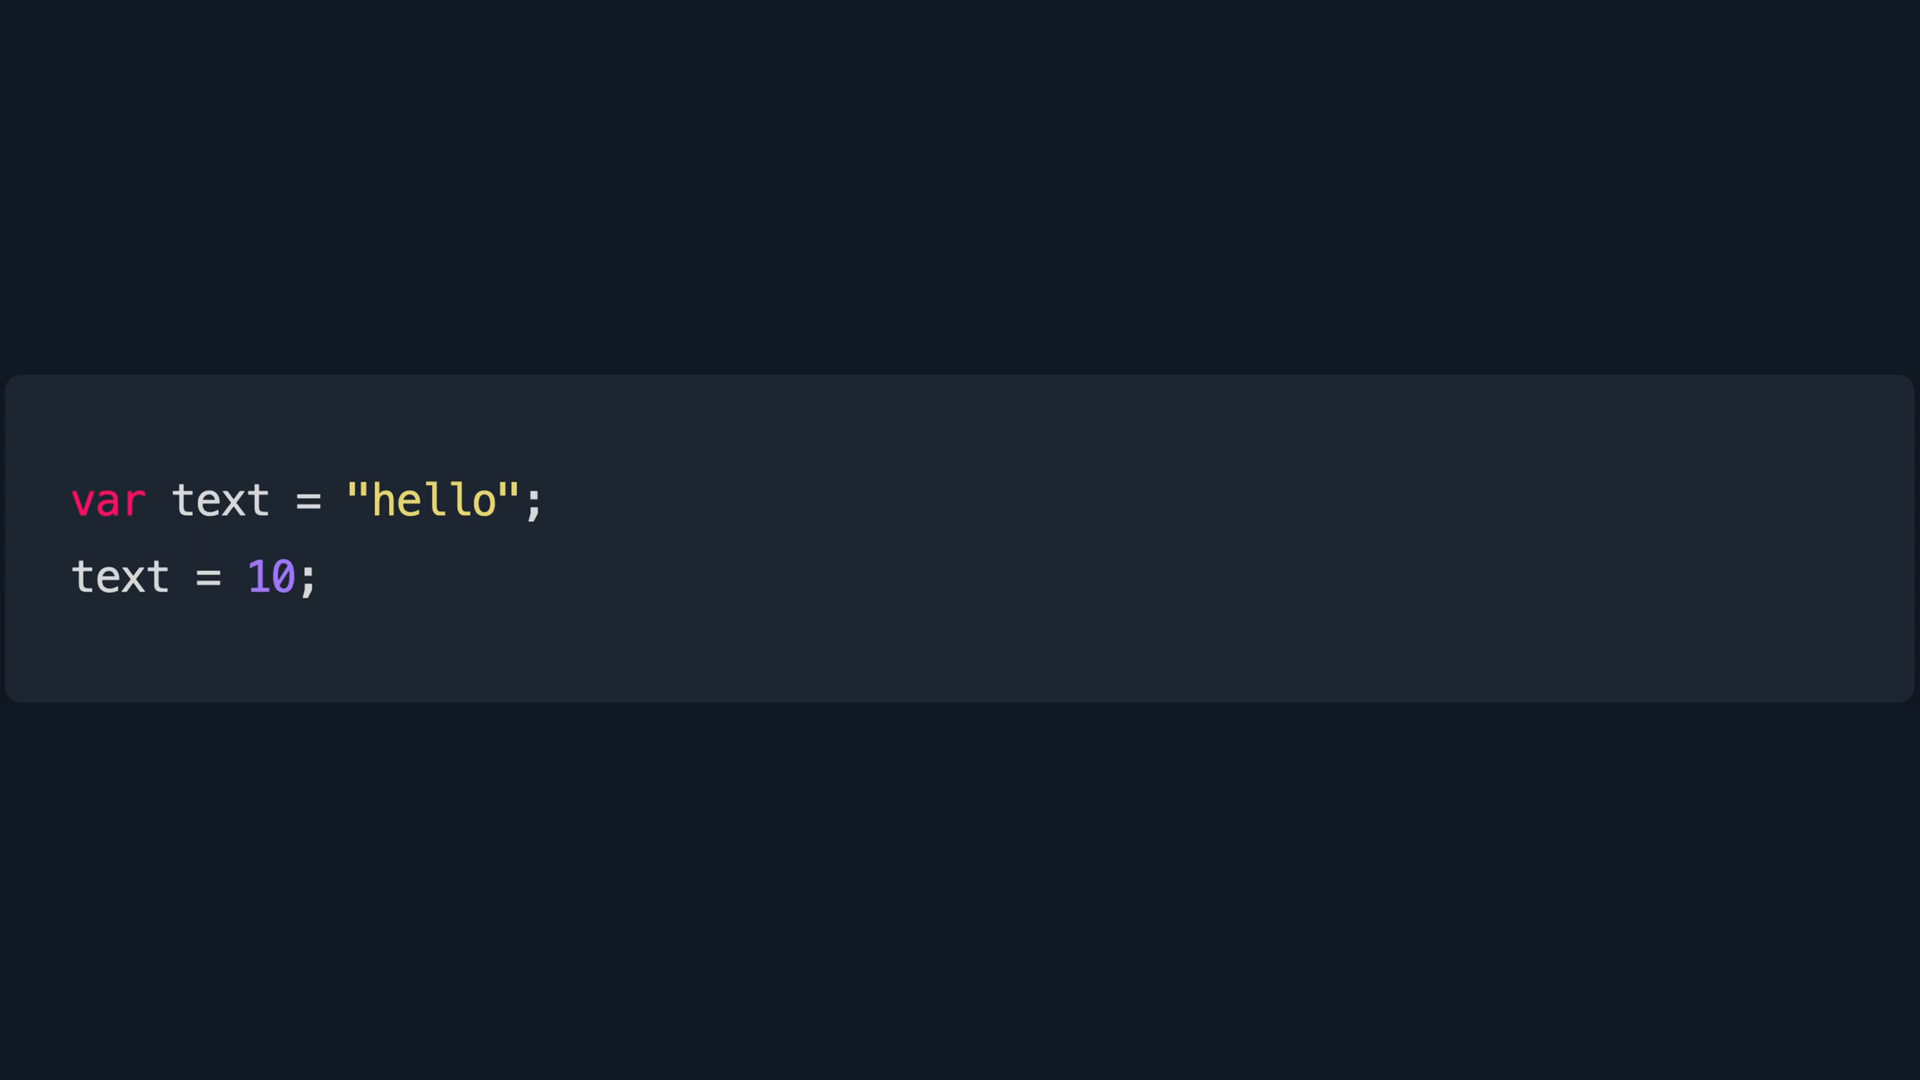 var text = "hello";
text = 10;